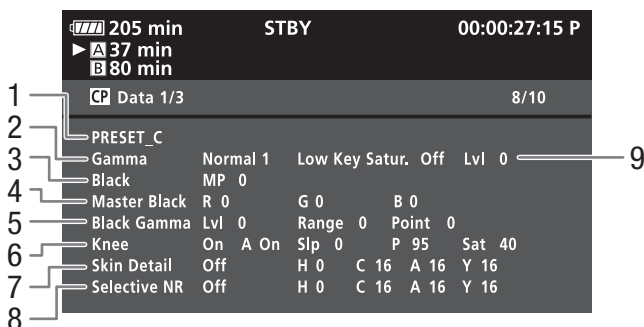 205 min STBY 00:00:27:15 P
A 37 min
B 80 min
CP Data 1/3 8/10
1 PRESET_C
2 Gamma Normal 1 Low Key Satur. Off Lvl 0 9
3 Black MP 0
4 Master Black R 0 G 0 B 0
5 Black Gamma Lvl 0 Range 0 Point 0
6 Knee On A On Slp 0 P 95 Sat 40
7 Skin Detail Off H 0 C 16 A 16 Y 16
8 Selective NR Off H 0 C 16 A 16 Y 16